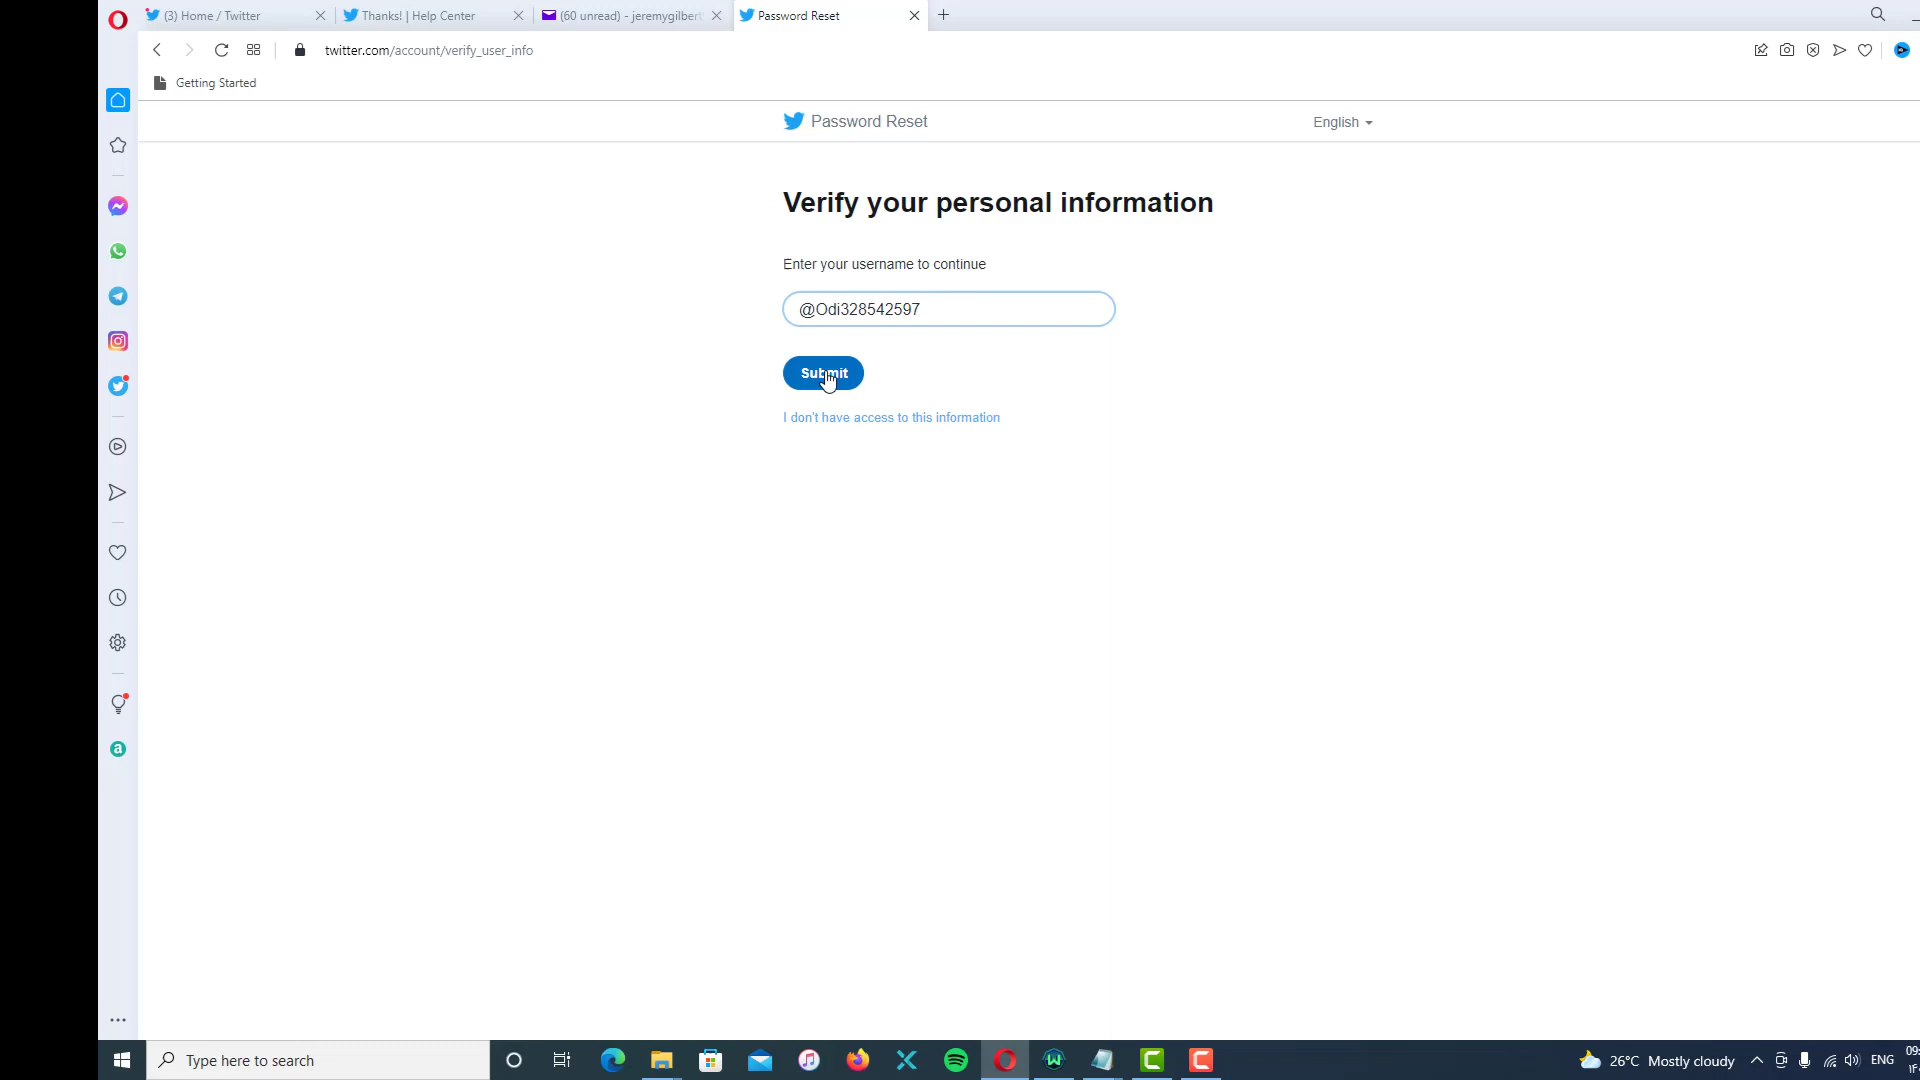 (3) Home / Twitter
Thanks! | Help Center
(60 unread) - jeremygilbert
Password Reset
twitter.com/account/verify_user_info
Getting Started
Password Reset
English
Verify your personal information
Enter your username to continue
@Odi328542597
Submit
I don't have access to this information
Type here to search
26°C Mostly cloudy
ENG